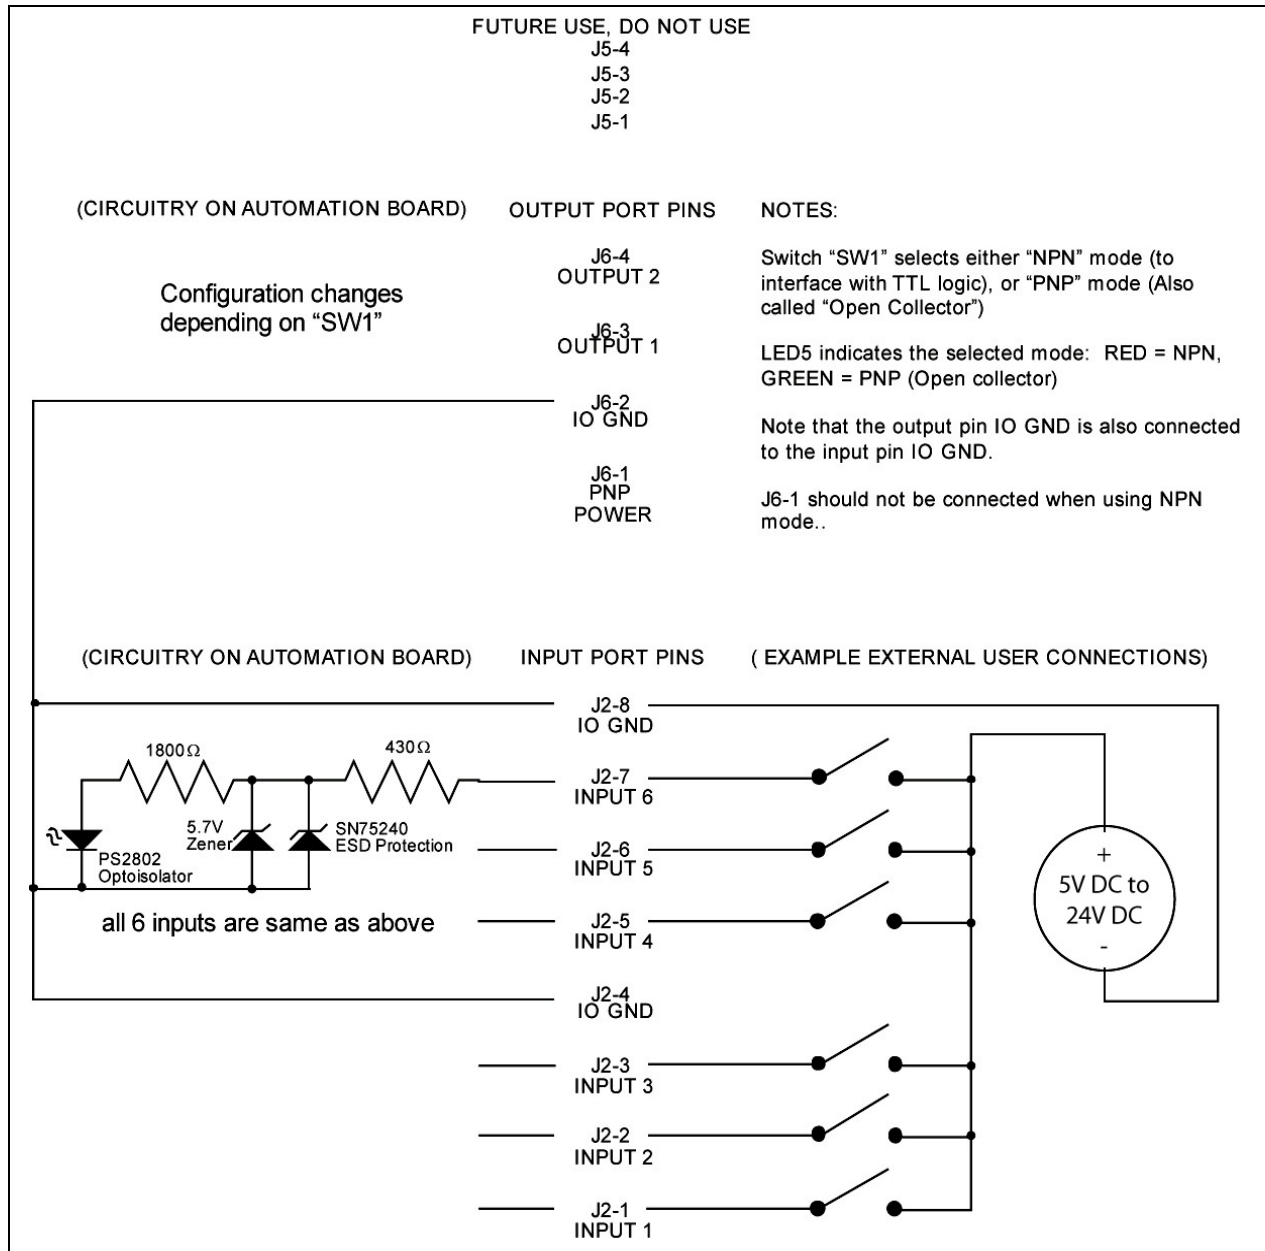 FUTURE USE, DO NOT USE
J5-4
J5-3
J5-2
J5-1
(CIRCUITRY ON AUTOMATION BOARD)
OUTPUT PORT PINS
NOTES:
Configuration changes
depending on “SW1”
J6-4
OUTPUT 2
J6-3
OUTPUT 1
J6-2
IO GND
J6-1
PNP
POWER
Switch “SW1” selects either “NPN” mode (to
interface with TTL logic), or “PNP” mode (Also
called “Open Collector”)
LED5 indicates the selected mode: RED = NPN,
GREEN = PNP (Open collector)
Note that the output pin IO GND is also connected
to the input pin IO GND.
J6-1 should not be connected when using NPN
mode..
(CIRCUITRY ON AUTOMATION BOARD)
INPUT PORT PINS
( EXAMPLE EXTERNAL USER CONNECTIONS)
1800Ω
430Ω
5.7V
Zener
SN75240
ESD Protection
PS2802
Optoisolator
all 6 inputs are same as above
J2-8
IO GND
J2-7
INPUT 6
J2-6
INPUT 5
J2-5
INPUT 4
J2-4
IO GND
J2-3
INPUT 3
J2-2
INPUT 2
J2-1
INPUT 1
+
5V DC to
24V DC
-